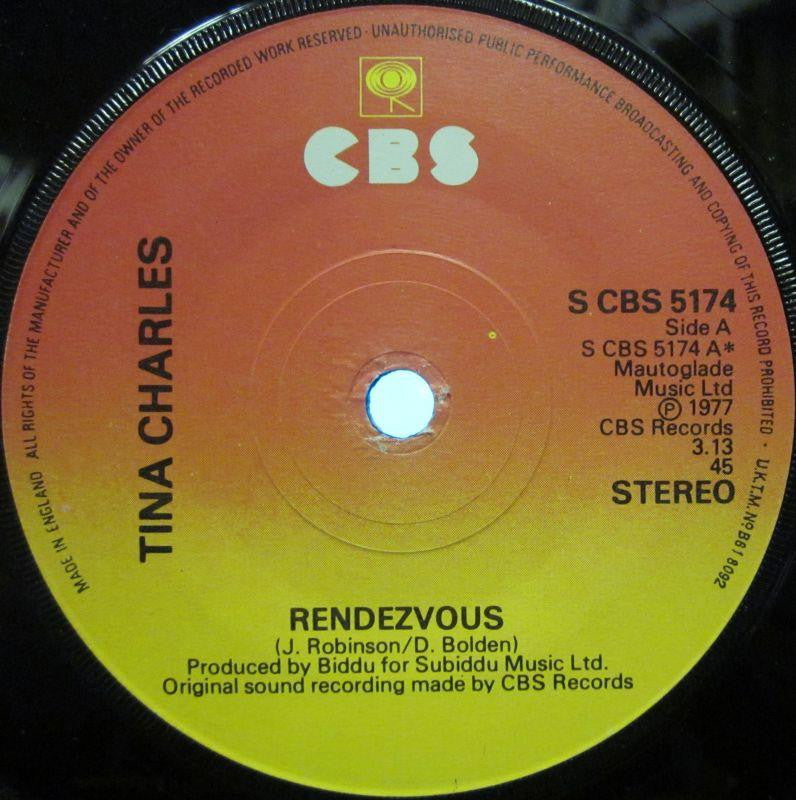 MADE IN ENGLAND ALL RIGHTS OF THE MANUFACTURER AND OF THE OWNER OF THE RECORDED WORK RESERVED · UNAUTHORISED PUBLIC PERFORMANCE BROADCASTING AND COPYING OF THIS RECORD PROHIBITED · U.K.T.M. Nº B618092
CBS
TINA CHARLES
S CBS 5174
Side A
S CBS 5174 A*
Mautoglade
Music Ltd
℗ 1977
CBS Records
3.13
45
STEREO
RENDEZVOUS
(J. Robinson/D. Bolden)
Produced by Biddu for Subiddu Music Ltd.
Original sound recording made by CBS Records